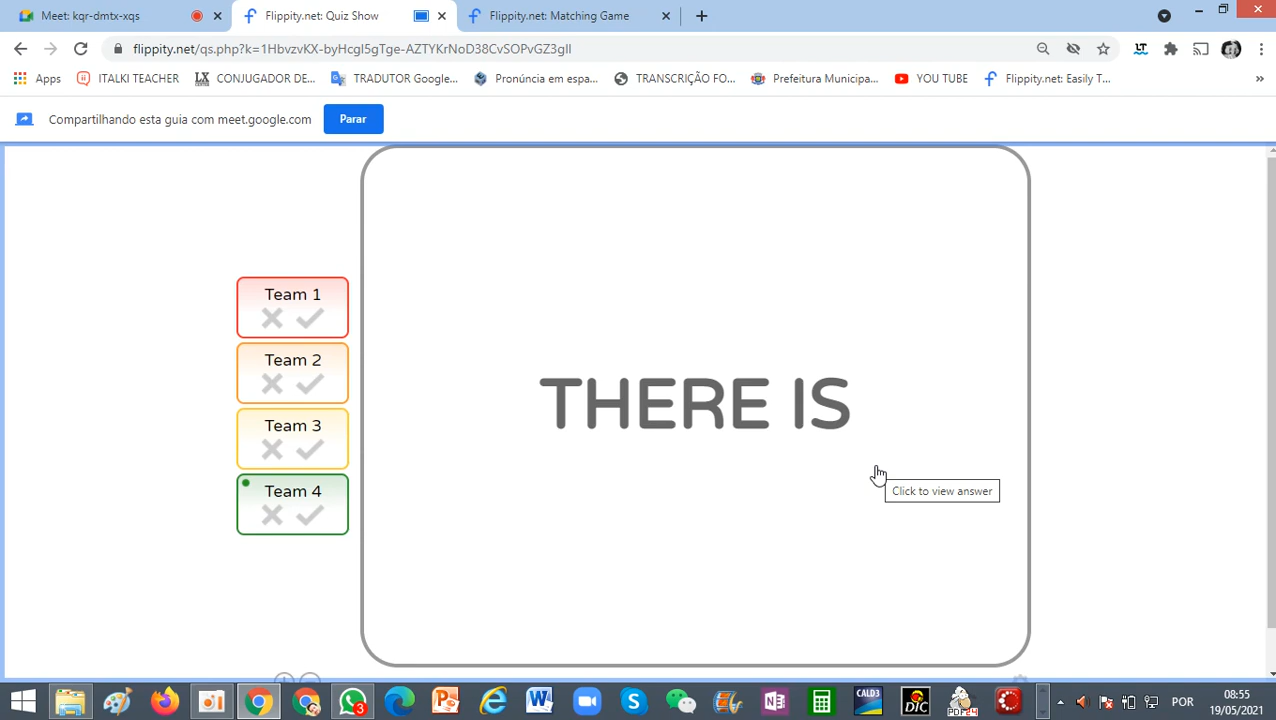 Meet: kqr-dmtx-xqs
Flippity.net: Quiz Show
Flippity.net: Matching Game
flippity.net/qs.php?k=1HbvzvKX-byHcgI5gTge-AZTYKrNoD38CvSOPvGZ3gII
Apps
ITALKI TEACHER
CONJUGADOR DE...
TRADUTOR Google...
Pronúncia em espa...
TRANSCRIÇÃO FO...
Prefeitura Municipa...
YOU TUBE
Flippity.net: Easily T...
»
Compartilhando esta guia com meet.google.com
Parar
Team 1
Team 2
Team 3
Team 4
THERE IS
Click to view answer
POR
08:55
19/05/2021